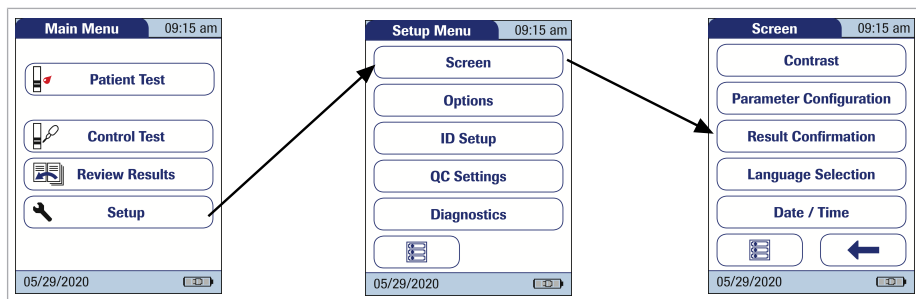 Main Menu 09:15 am
Patient Test
Control Test
Review Results
Setup
05/29/2020
Setup Menu 09:15 am
Screen
Options
ID Setup
QC Settings
Diagnostics
05/29/2020
Screen 09:15 am
Contrast
Parameter Configuration
Result Confirmation
Language Selection
Date / Time
05/29/2020